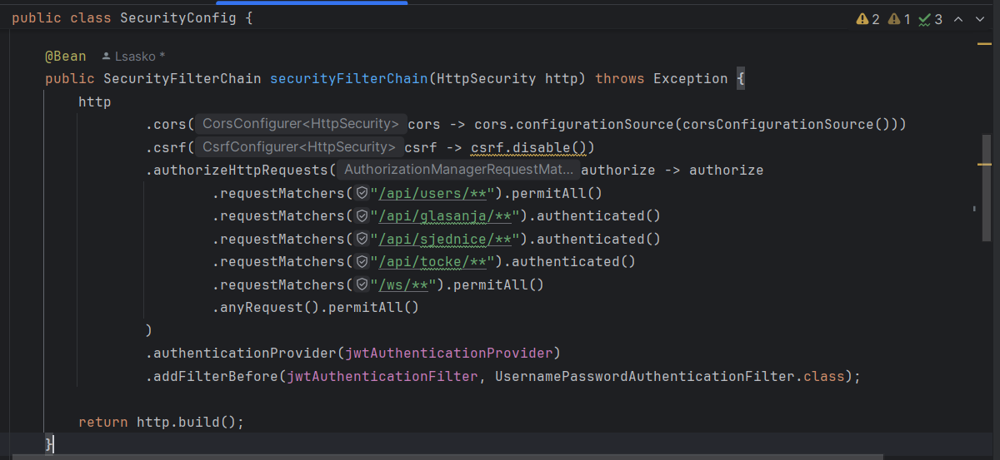 public class SecurityConfig {
2 1 3
@Bean Lsasko *
public SecurityFilterChain securityFilterChain(HttpSecurity http) throws Exception {
http
.cors( CorsConfigurer<HttpSecurity> cors -> cors.configurationSource(corsConfigurationSource()))
.csrf( CsrfConfigurer<HttpSecurity> csrf -> csrf.disable())
.authorizeHttpRequests( AuthorizationManagerRequestMat... authorize -> authorize
.requestMatchers("/api/users/**").permitAll()
.requestMatchers("/api/glasanja/**").authenticated()
.requestMatchers("/api/sjednice/**").authenticated()
.requestMatchers("/api/tocke/**").authenticated()
.requestMatchers("/ws/**").permitAll()
.anyRequest().permitAll()
)
.authenticationProvider(jwtAuthenticationProvider)
.addFilterBefore(jwtAuthenticationFilter, UsernamePasswordAuthenticationFilter.class);
return http.build();
}